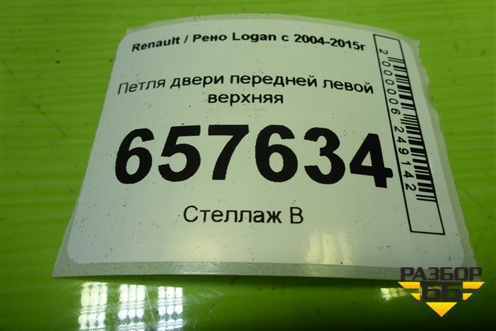 Renault / Рено Logan с 2004-2015г
Петля двери передней левой
верхняя
657634
Стеллаж В
2000006249142
РАЗБОР
66